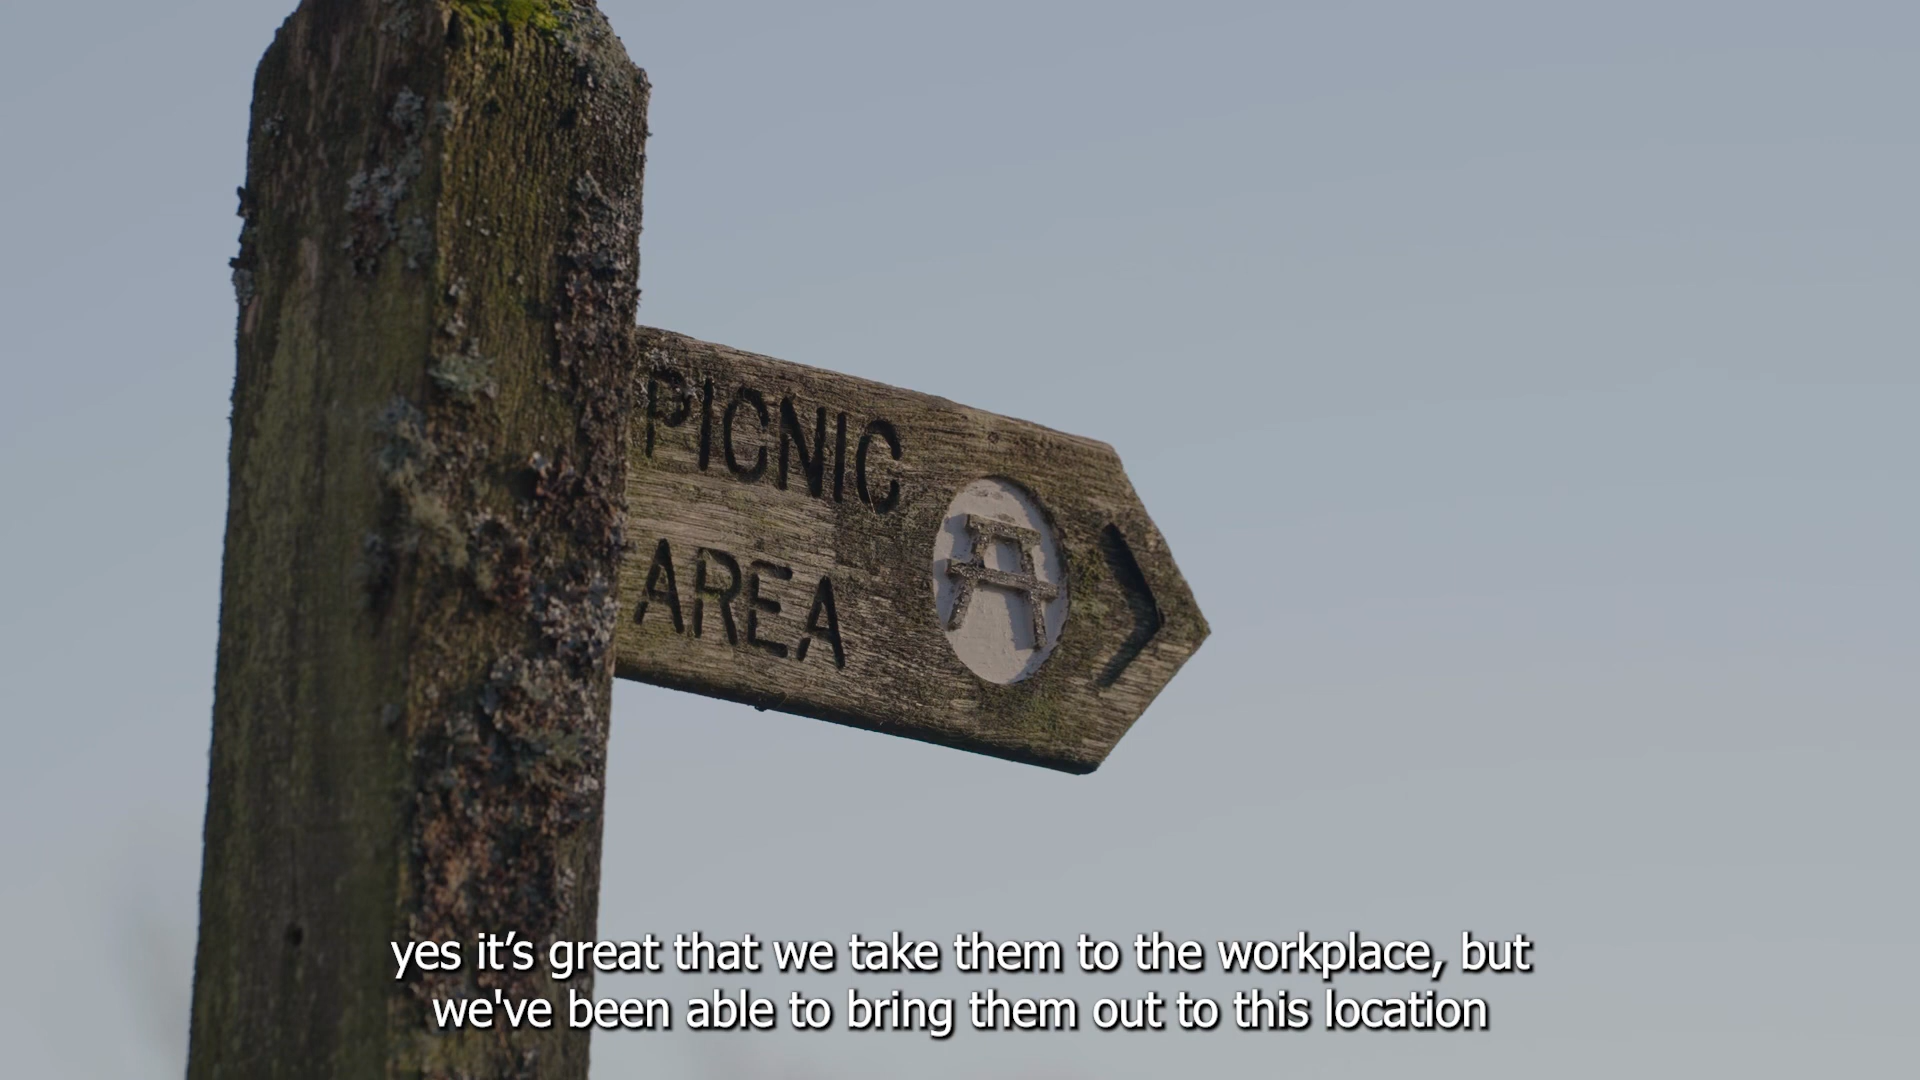 PICNIC
AREA
yes it’s great that we take them to the workplace, but
we've been able to bring them out to this location